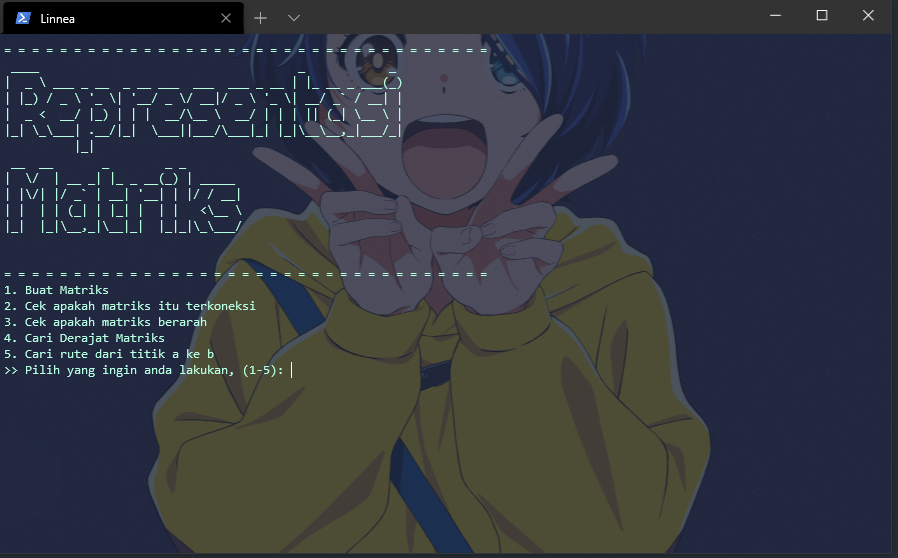 Linnea
= = = = = = = = = = = = = = = = = = = = = = = = = = = = = = = = = = =
Representasi
Matriks
= = = = = = = = = = = = = = = = = = = = = = = = = = = = = = = = = = =
1. Buat Matriks
2. Cek apakah matriks itu terkoneksi
3. Cek apakah matriks berarah
4. Cari Derajat Matriks
5. Cari rute dari titik a ke b
>> Pilih yang ingin anda lakukan, (1-5):